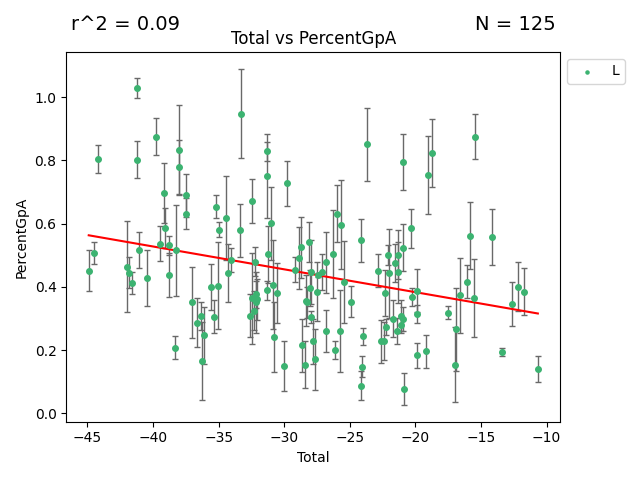 r^2 = 0.09
N = 125
Total vs PercentGpA
L
PercentGpA
1.0
0.8
0.6
0.4
0.2
0.0
−45 −40 −35 −30 −25 −20 −15 −10
Total